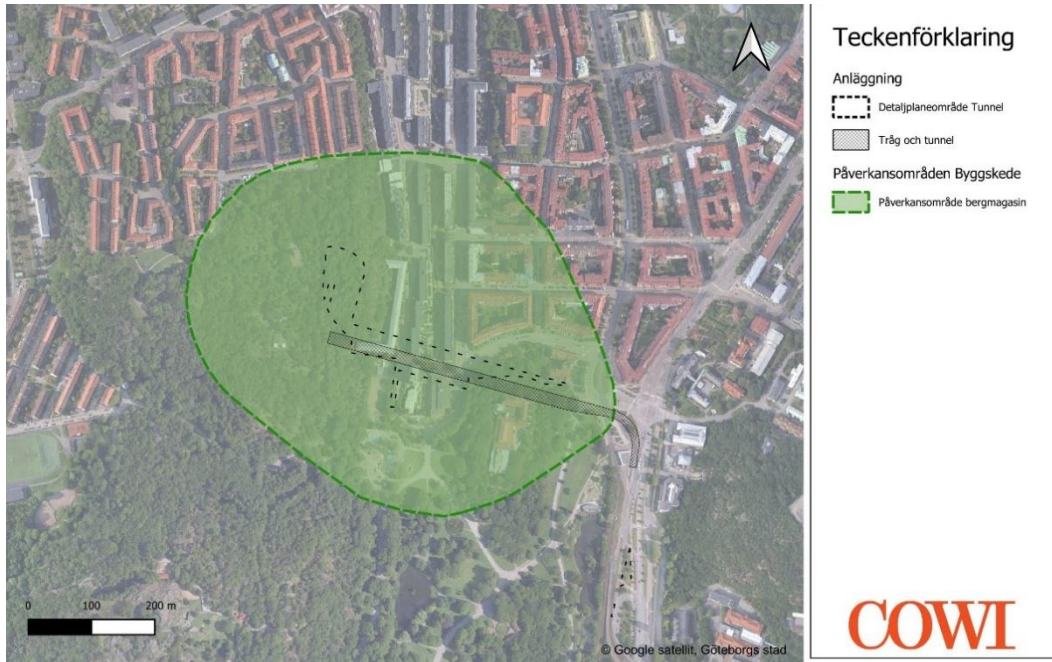 Teckenförklaring
Anläggning
Detaljplaneområde Tunnel
Tråg och tunnel
Påverkansområden Byggskede
Påverkansområde bergmagasin
0 100 200 m
© Google satellit, Göteborgs stad
COWI